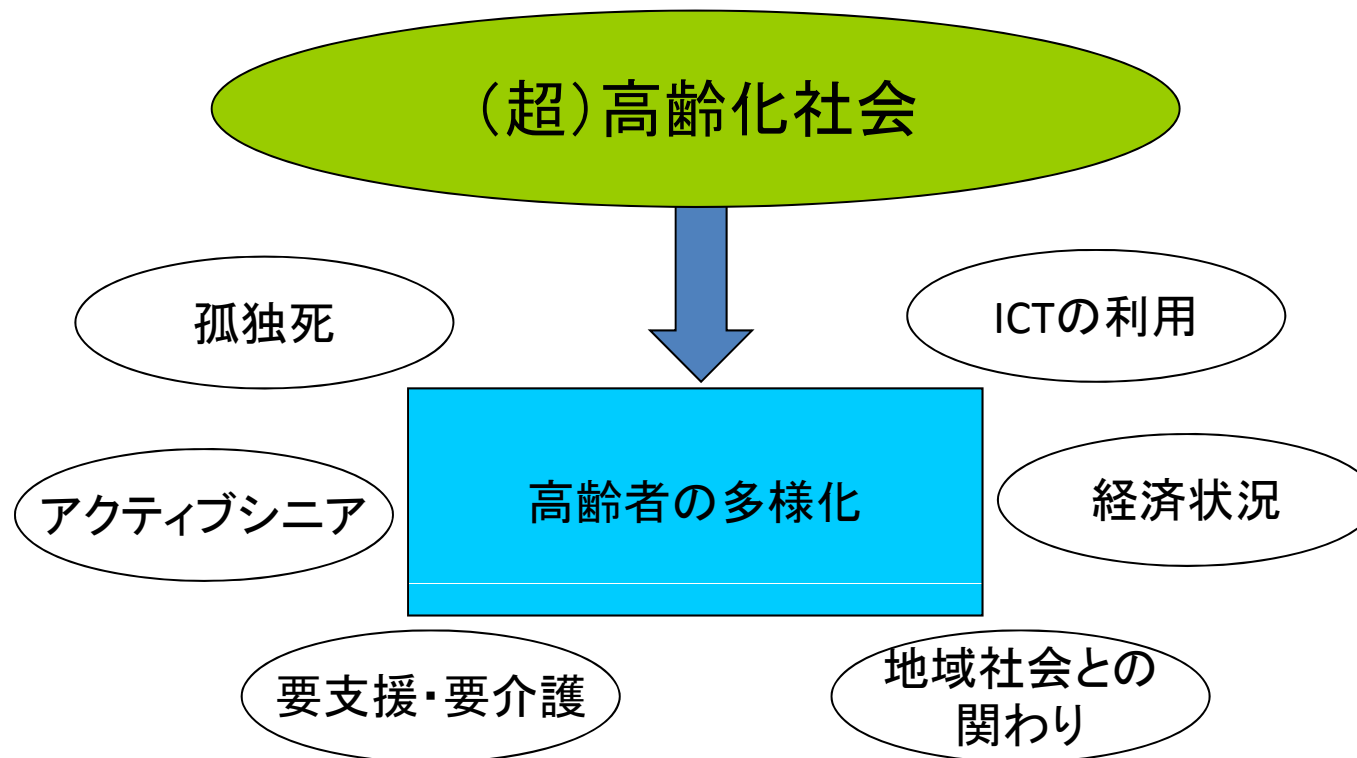 （超）高齢化社会
孤独死
ICTの利用
アクティブシニア
高齢者の多様化
経済状況
要支援・要介護
地域社会との
関わり